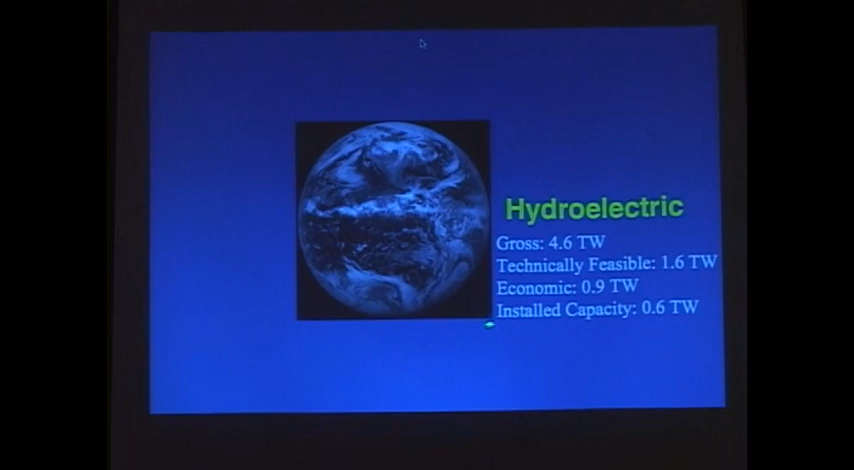 Hydroelectric
Gross: 4.6 TW
Technically Feasible: 1.6 TW
Economic: 0.9 TW
Installed Capacity: 0.6 TW